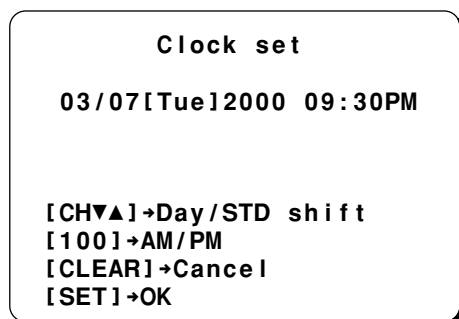 Clock set
03/07[Tue]2000 09:30PM
[CH▼▲]→Day/STD shift
[100]→AM/PM
[CLEAR]→Cancel
[SET]→OK